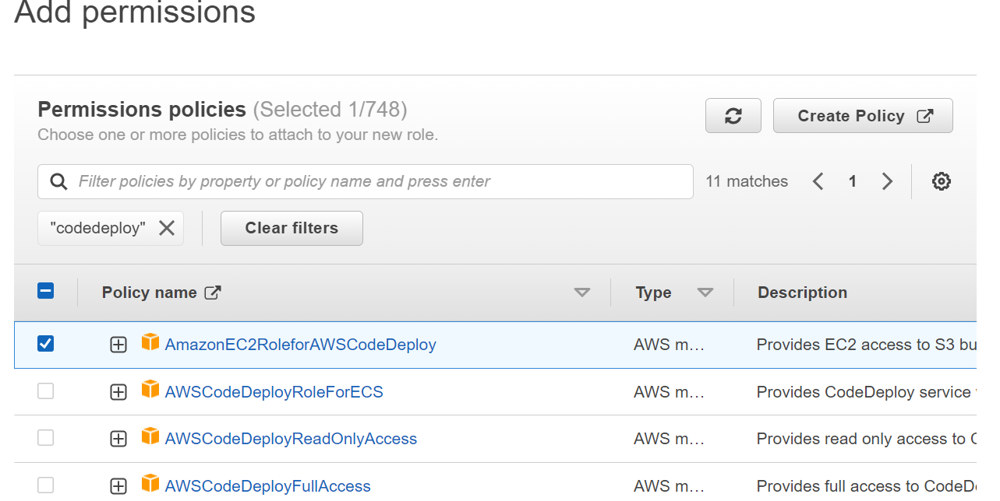 Add permissions
Permissions policies (Selected 1/748)
Create Policy
Choose one or more policies to attach to your new role.
Filter policies by property or policy name and press enter
11 matches
1
"codedeploy"
Clear filters
Policy name
Type
Description
AmazonEC2RoleforAWSCodeDeploy AWS m... Provides EC2 access to S3 bu
AWSCodeDeployRoleForECS AWS m... Provides CodeDeploy service
AWSCodeDeployReadOnlyAccess AWS m... Provides read only access to C
AWSCodeDeployFullAccess AWS m... Provides full access to CodeD